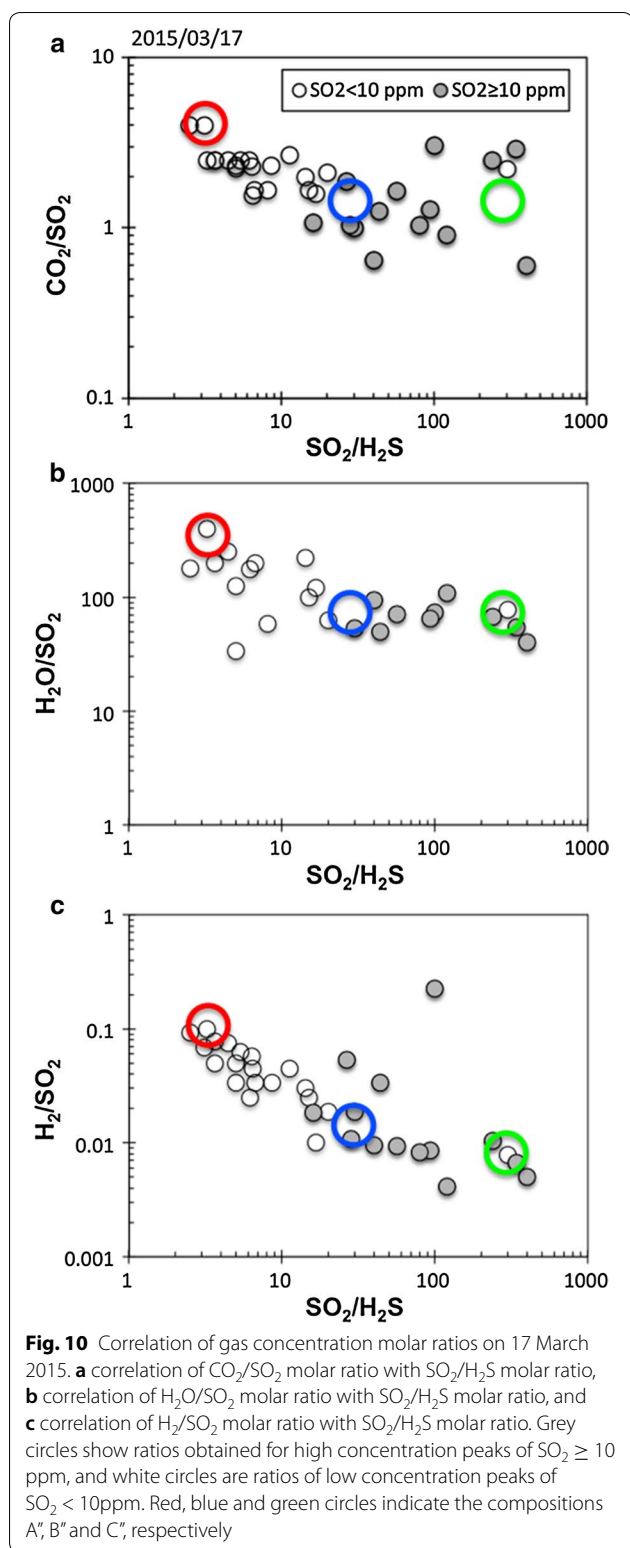 a 2015/03/17
10
○ SO2<10 ppm ● SO2≥10 ppm
CO₂/SO₂
1
0.1
1 10 100 1000
SO₂/H₂S
b
1000
100
H₂O/SO₂
10
1
1 10 100 1000
SO₂/H₂S
c
1
0.1
H₂/SO₂
0.01
0.001
1 10 100 1000
SO₂/H₂S
Fig. 10 Correlation of gas concentration molar ratios on 17 March
2015. a correlation of CO₂/SO₂ molar ratio with SO₂/H₂S molar ratio,
b correlation of H₂O/SO₂ molar ratio with SO₂/H₂S molar ratio, and
c correlation of H₂/SO₂ molar ratio with SO₂/H₂S molar ratio. Grey
circles show ratios obtained for high concentration peaks of SO₂ ≥ 10
ppm, and white circles are ratios of low concentration peaks of
SO₂ < 10ppm. Red, blue and green circles indicate the compositions
A”, B” and C”, respectively